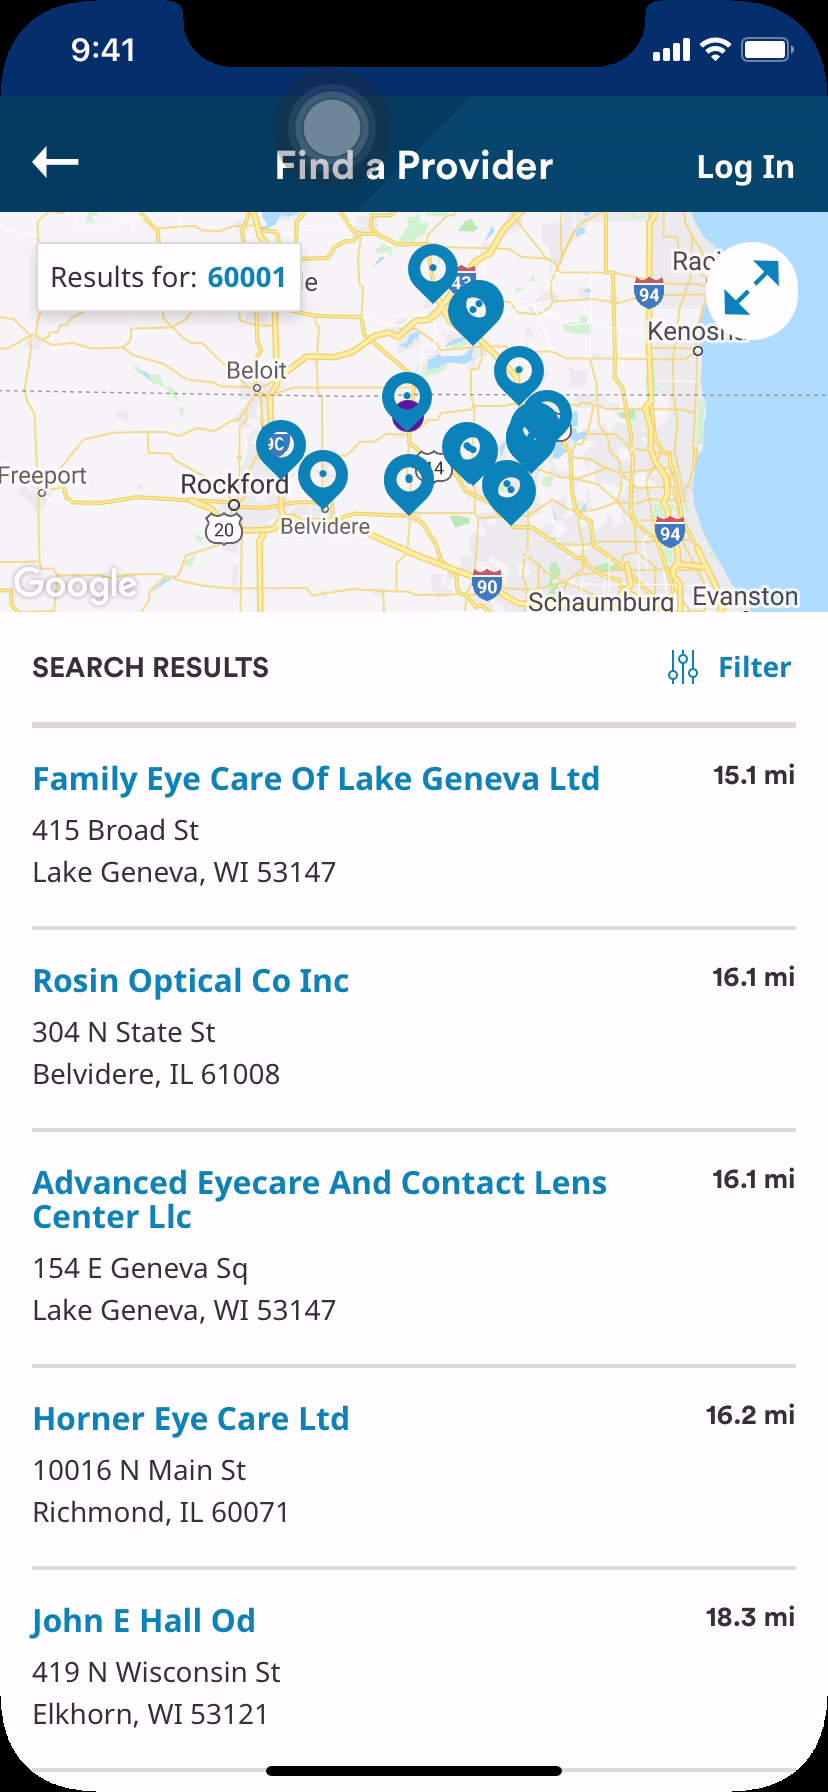 9:41
Find a Provider
Log In
Results for: 60001
e
43
94
Kenosha
Beloit
Freeport
Rockford
14
20
Belvidere
94
90
Google
Schaumburg
Evanston
SEARCH RESULTS
Filter
Family Eye Care Of Lake Geneva Ltd
15.1 mi
415 Broad St
Lake Geneva, WI 53147
Rosin Optical Co Inc
16.1 mi
304 N State St
Belvidere, IL 61008
Advanced Eyecare And Contact Lens
Center Llc
16.1 mi
154 E Geneva Sq
Lake Geneva, WI 53147
Horner Eye Care Ltd
16.2 mi
10016 N Main St
Richmond, IL 60071
John E Hall Od
18.3 mi
419 N Wisconsin St
Elkhorn, WI 53121